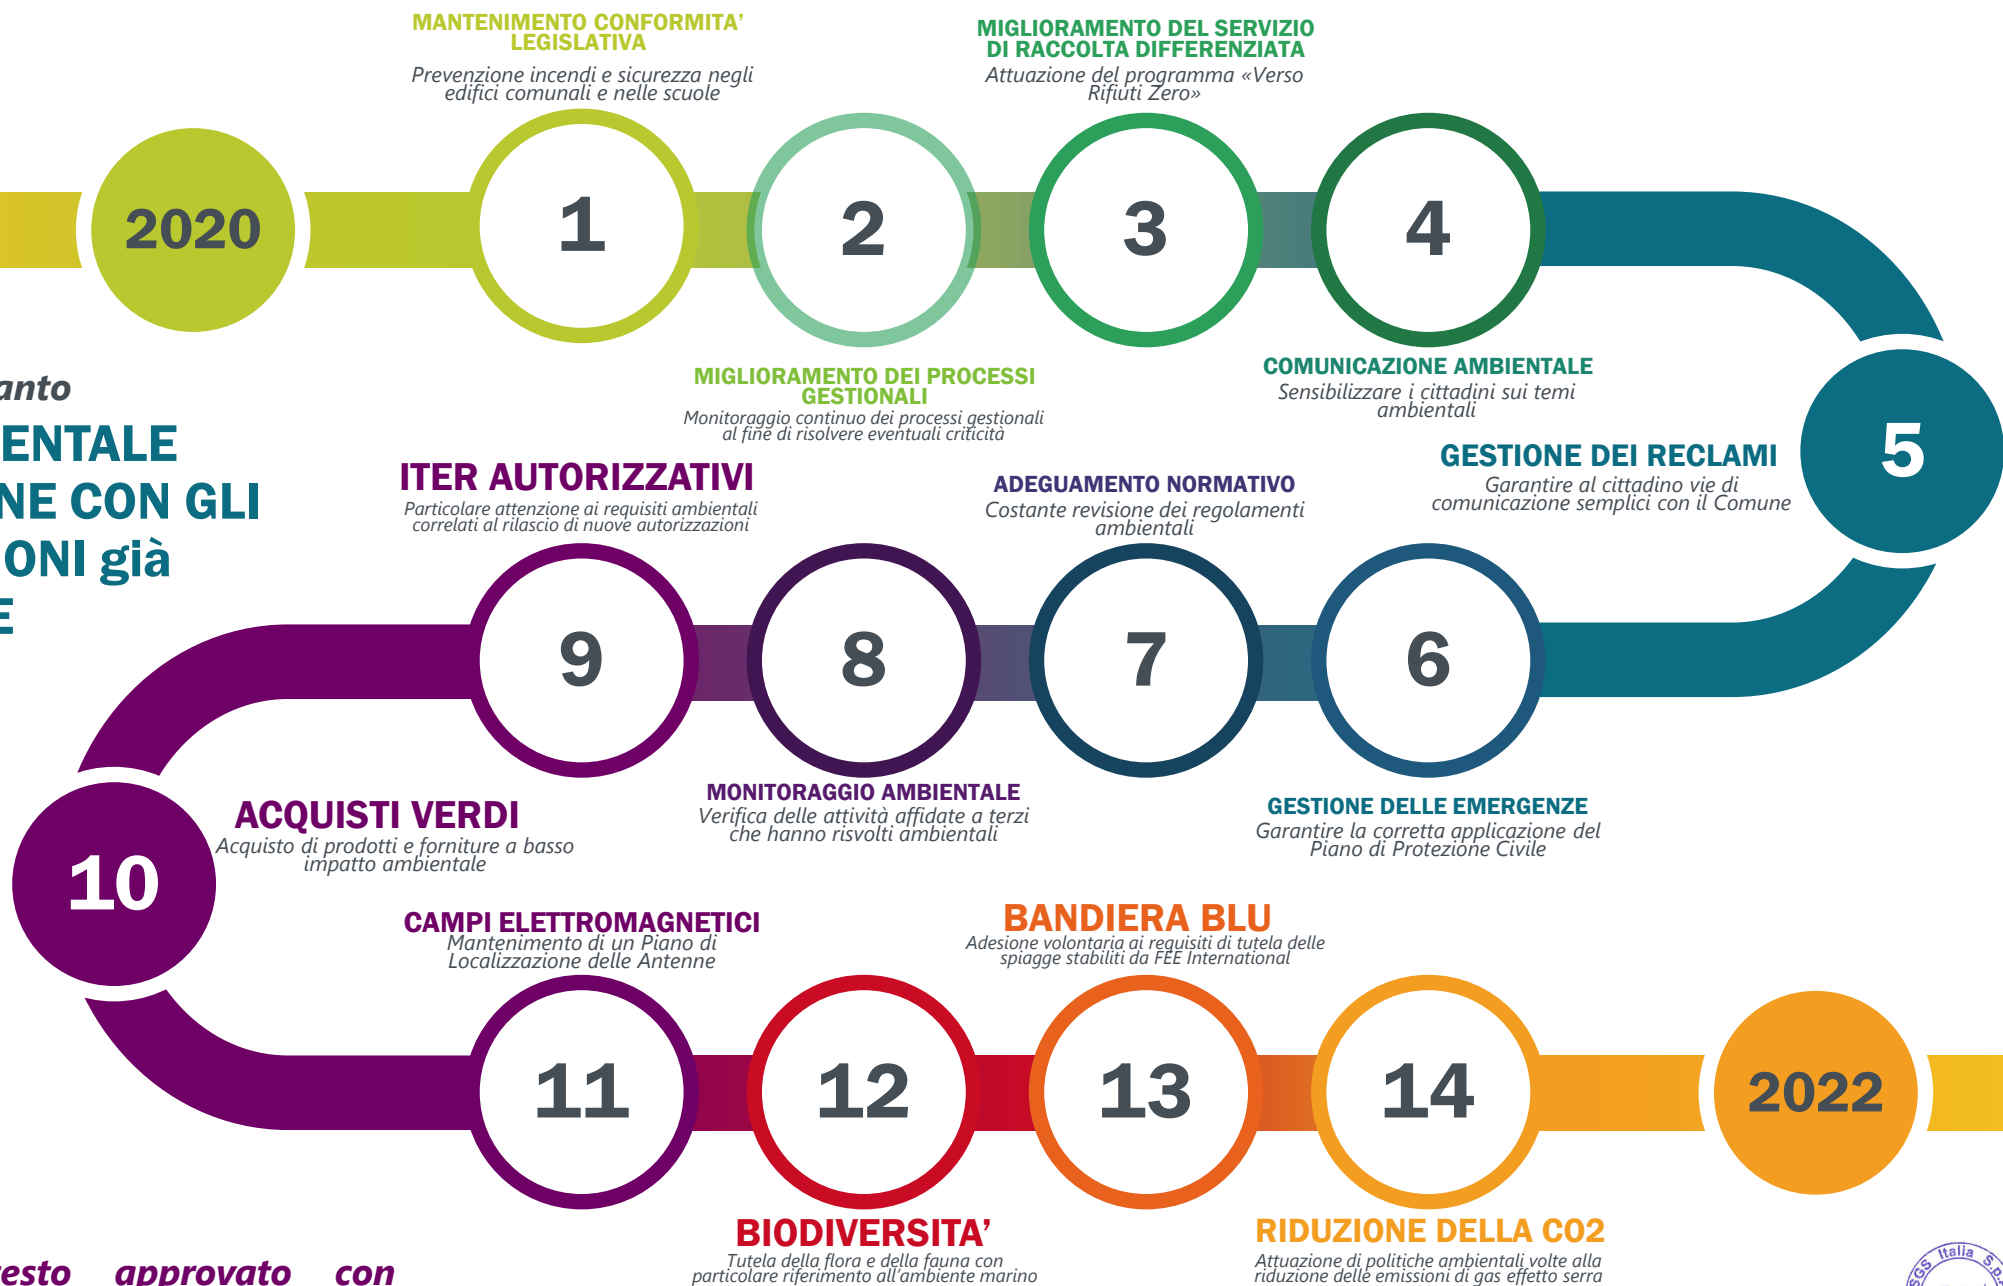 MANTENIMENTO CONFORMITA'
LEGISLATIVA
Prevenzione incendi e sicurezza negli
edifici comunali e nelle scuole
MIGLIORAMENTO DEL SERVIZIO
DI RACCOLTA DIFFERENZIATA
Attuazione del programma «Verso
Rifiuti Zero»
2020
1
2
3
4
MIGLIORAMENTO DEI PROCESSI
GESTIONALI
Monitoraggio continuo dei processi gestionali
al fine di risolvere eventuali criticità
COMUNICAZIONE AMBIENTALE
Sensibilizzare i cittadini sui temi
ambientali
anto
ENTALE
NE CON GLI
ONI già
E
5
GESTIONE DEI RECLAMI
Garantire al cittadino vie di
comunicazione semplici con il Comune
ITER AUTORIZZATIVI
Particolare attenzione ai requisiti ambientali
correlati al rilascio di nuove autorizzazioni
ADEGUAMENTO NORMATIVO
Costante revisione dei regolamenti
ambientali
9
8
7
6
MONITORAGGIO AMBIENTALE
Verifica delle attività affidate a terzi
che hanno risvolti ambientali
GESTIONE DELLE EMERGENZE
Garantire la corretta applicazione del
Piano di Protezione Civile
10
ACQUISTI VERDI
Acquisto di prodotti e forniture a basso
impatto ambientale
CAMPI ELETTROMAGNETICI
Mantenimento di un Piano di
Localizzazione delle Antenne
BANDIERA BLU
Adesione volontaria ai requisiti di tutela delle
spiagge stabiliti da FEE International
11
12
13
14
2022
BIODIVERSITA'
Tutela della flora e della fauna con
particolare riferimento all'ambiente marino
RIDUZIONE DELLA CO2
Attuazione di politiche ambientali volte alla
riduzione delle emissioni di gas effetto serra
esto approvato con
SGS Italia S.p.A